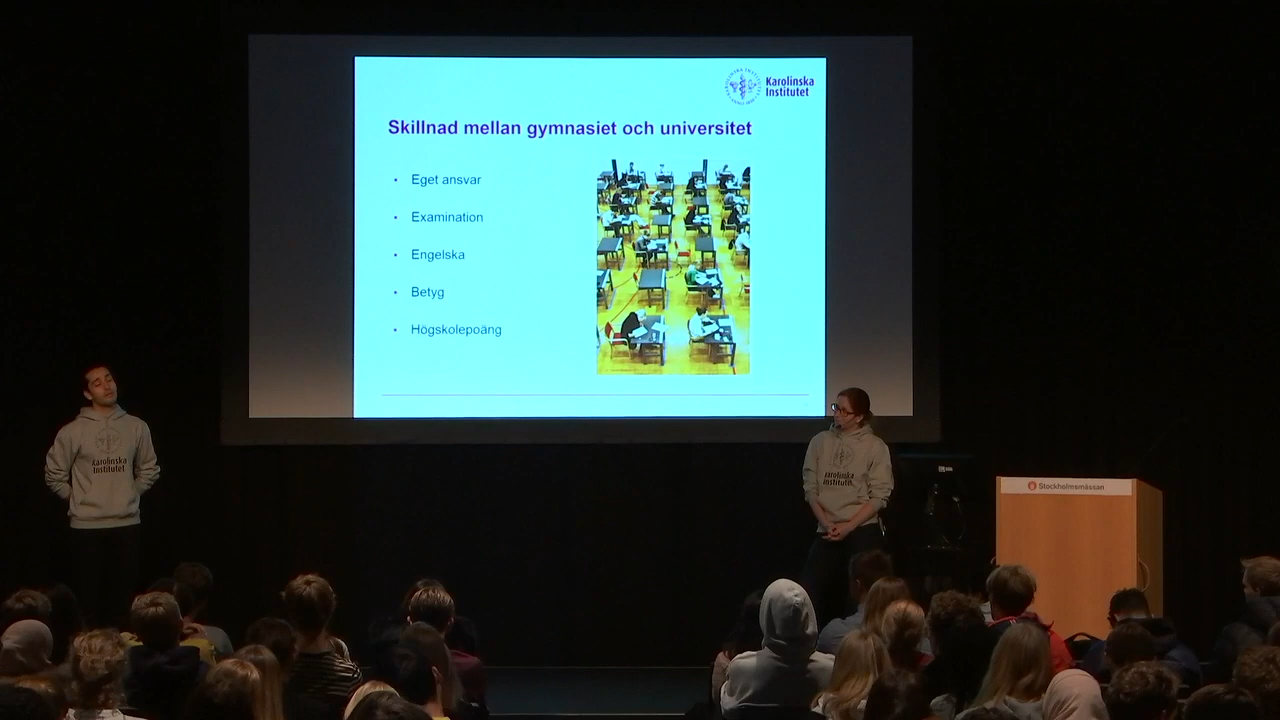 Karolinska
Institutet
Skillnad mellan gymnasiet och universitet
• Eget ansvar
• Examination
• Engelska
• Betyg
• Högskolepoäng
Karolinska
Institutet
Karolinska
Institutet
Stockholmsmässan